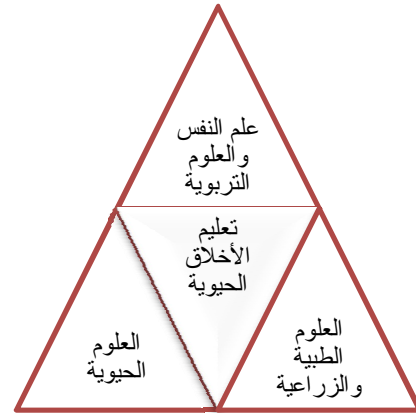 علم النفس
والعلوم
التربوية
تعليم
الأخلاق
الحيوية
العلوم
الطبية
والزراعية
العلوم
الحيوية